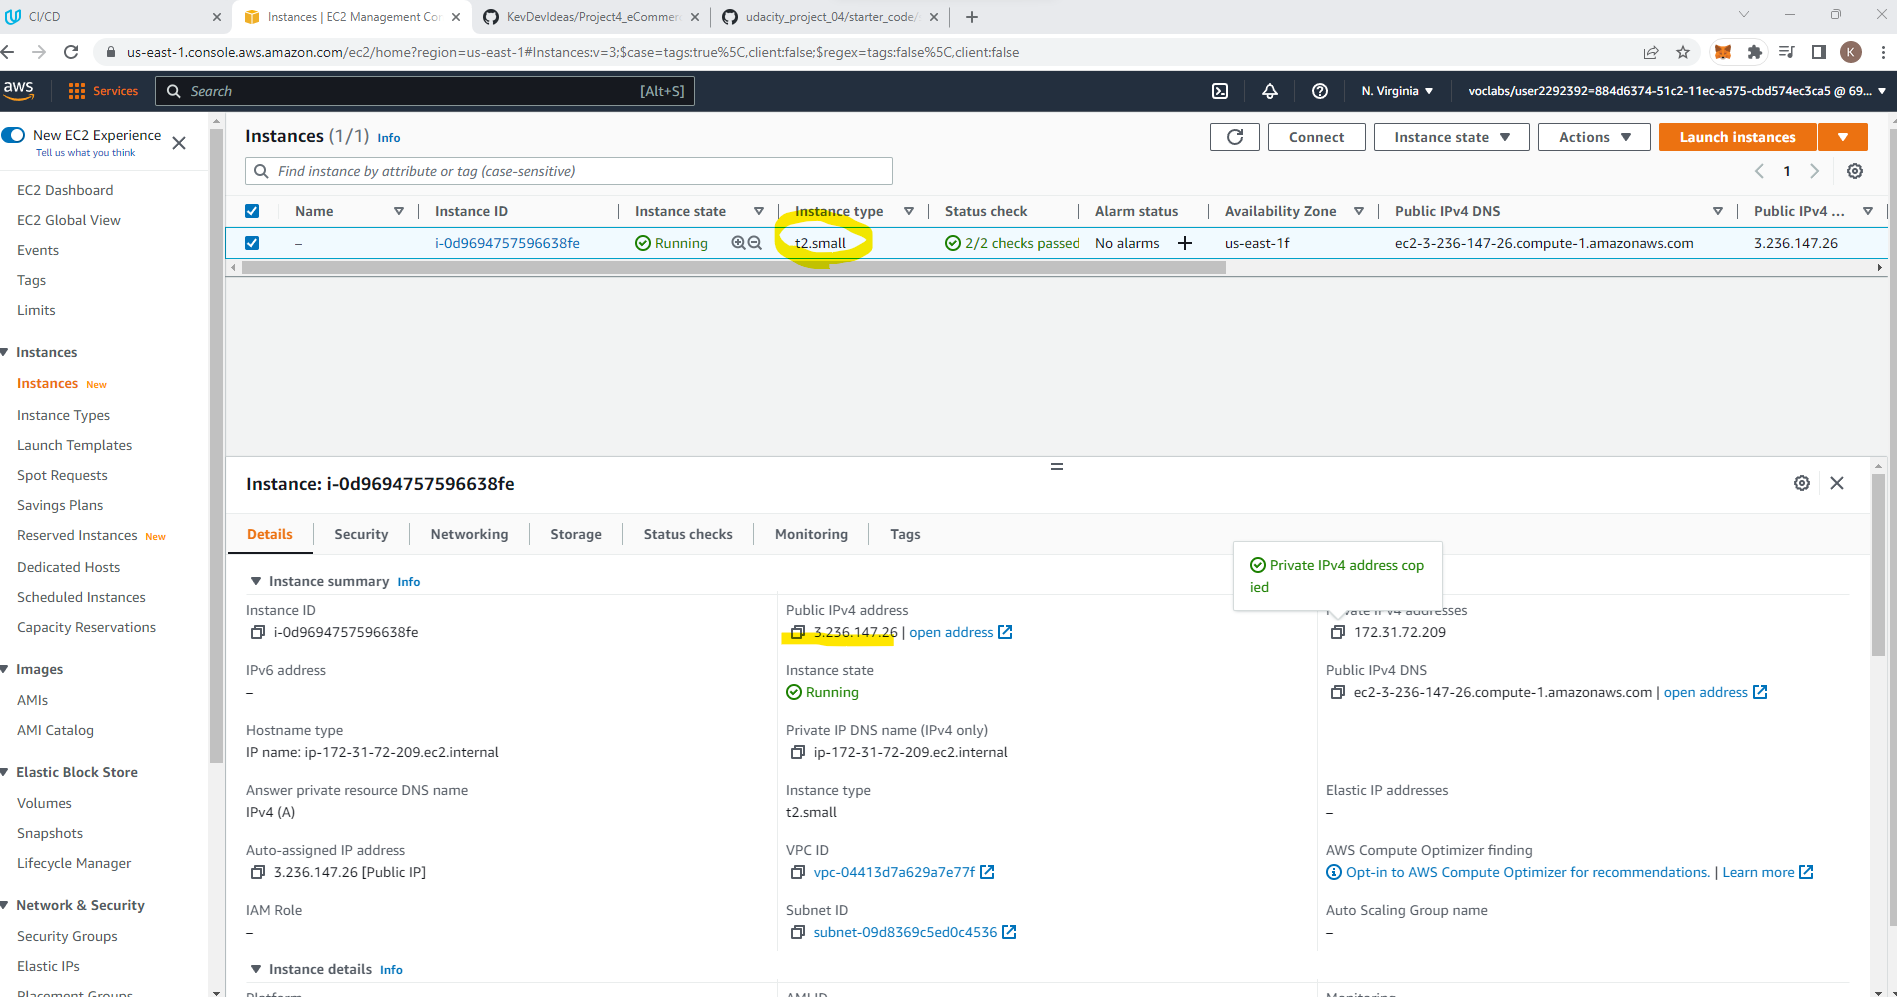 CI/CD
Instances | EC2 Management Con
KevDevIdeas/Project4_eCommerc
udacity_project_04/starter_code/
us-east-1.console.aws.amazon.com/ec2/home?region=us-east-1#Instances:v=3;$case=tags:true%5C,client:false;$regex=tags:false%5C,client:false
K
aws
Services
Search
[Alt+S]
N. Virginia
voclabs/user2292392=884d6374-51c2-11ec-a575-cbd574ec3ca5 @ 69...
New EC2 Experience
Tell us what you think
EC2 Dashboard
EC2 Global View
Events
Tags
Limits
Instances
Instances New
Instance Types
Launch Templates
Spot Requests
Savings Plans
Reserved Instances New
Dedicated Hosts
Scheduled Instances
Capacity Reservations
Images
AMIs
AMI Catalog
Elastic Block Store
Volumes
Snapshots
Lifecycle Manager
Network & Security
Security Groups
Elastic IPs
Placement Groups
Instances (1/1) Info
Connect
Instance state
Actions
Launch instances
Find instance by attribute or tag (case-sensitive)
1
Name
Instance ID
Instance state
Instance type
Status check
Alarm status
Availability Zone
Public IPv4 DNS
Public IPv4 ...
–
i-0d9694757596638fe
Running
t2.small
2/2 checks passed
No alarms
us-east-1f
ec2-3-236-147-26.compute-1.amazonaws.com
3.236.147.26
Instance: i-0d9694757596638fe
Details
Security
Networking
Storage
Status checks
Monitoring
Tags
Private IPv4 address cop
ied
Instance summary Info
Instance ID
i-0d9694757596638fe
Public IPv4 address
3.236.147.26 | open address
Private IPv4 addresses
172.31.72.209
IPv6 address
–
Instance state
Running
Public IPv4 DNS
ec2-3-236-147-26.compute-1.amazonaws.com | open address
Hostname type
IP name: ip-172-31-72-209.ec2.internal
Private IP DNS name (IPv4 only)
ip-172-31-72-209.ec2.internal
Answer private resource DNS name
IPv4 (A)
Instance type
t2.small
Elastic IP addresses
–
Auto-assigned IP address
3.236.147.26 [Public IP]
VPC ID
vpc-04413d7a629a7e77f
AWS Compute Optimizer finding
Opt-in to AWS Compute Optimizer for recommendations. | Learn more
IAM Role
–
Subnet ID
subnet-09d8369c5ed0c4536
Auto Scaling Group name
–
Instance details Info
Platform
AMI ID
Monitoring